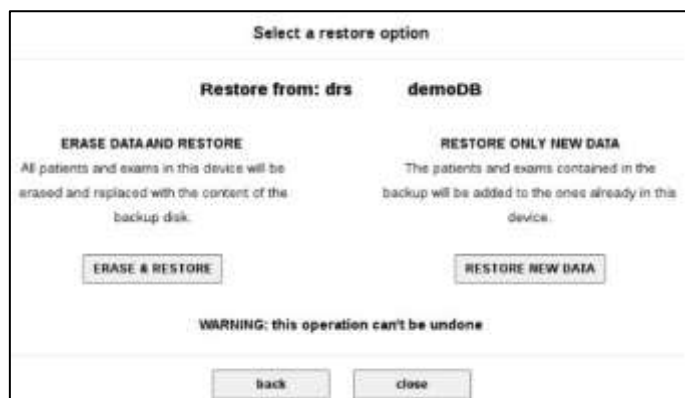 Select a restore option
Restore from: drs demoDB
ERASE DATA AND RESTORE
All patients and exams in this device will be
erased and replaced with the content of the
backup disk.
ERASE & RESTORE
RESTORE ONLY NEW DATA
The patients and exams contained in the
backup will be added to the ones already in this
device.
RESTORE NEW DATA
WARNING: this operation can't be undone
back close